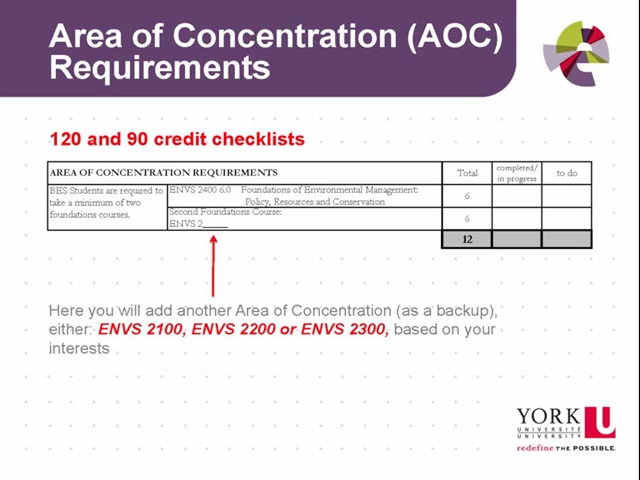 Area of Concentration (AOC)
Requirements
120 and 90 credit checklists
AREA OF CONCENTRATION REQUIREMENTS Total completed/ in progress to do
BES Students are required to take a minimum of two foundations courses.
ENVS 2400 6.0 Foundations of Environmental Management:
Policy, Resources and Conservation
6
Second Foundations Course:
ENVS 2_____
6
12
Here you will add another Area of Concentration (as a backup),
either: ENVS 2100, ENVS 2200 or ENVS 2300, based on your
interests
YORK U
UNIVERSITÉ
UNIVERSITY
redefine THE POSSIBLE.